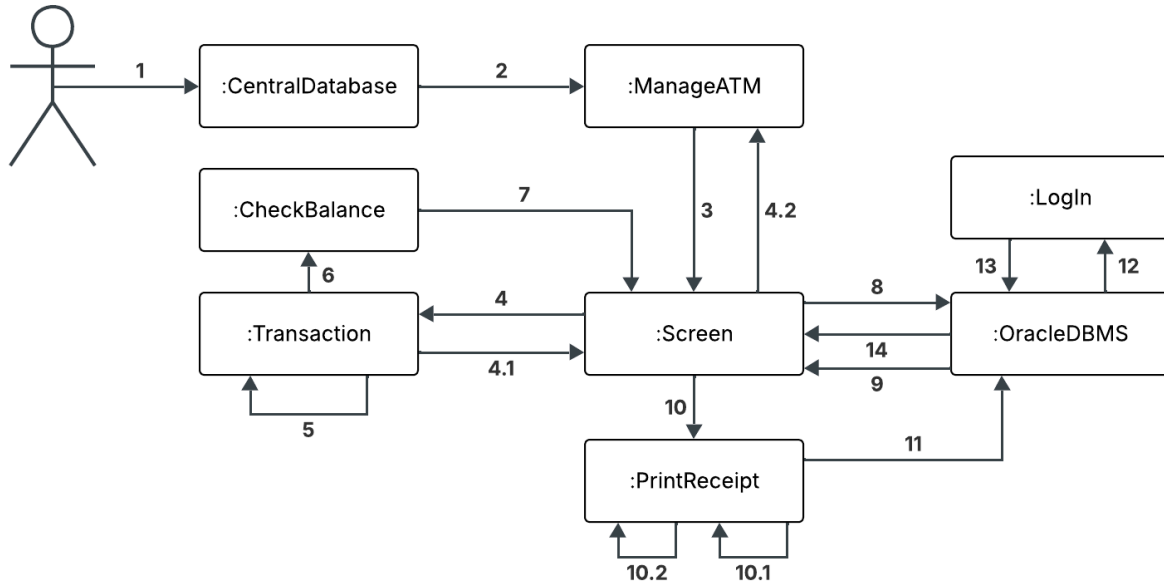 1
:CentralDatabase
2
:ManageATM
:CheckBalance
7
3
4.2
:LogIn
6
13
12
:Transaction
4
4.1
:Screen
8
14
9
:OracleDBMS
5
10
11
:PrintReceipt
10.2
10.1